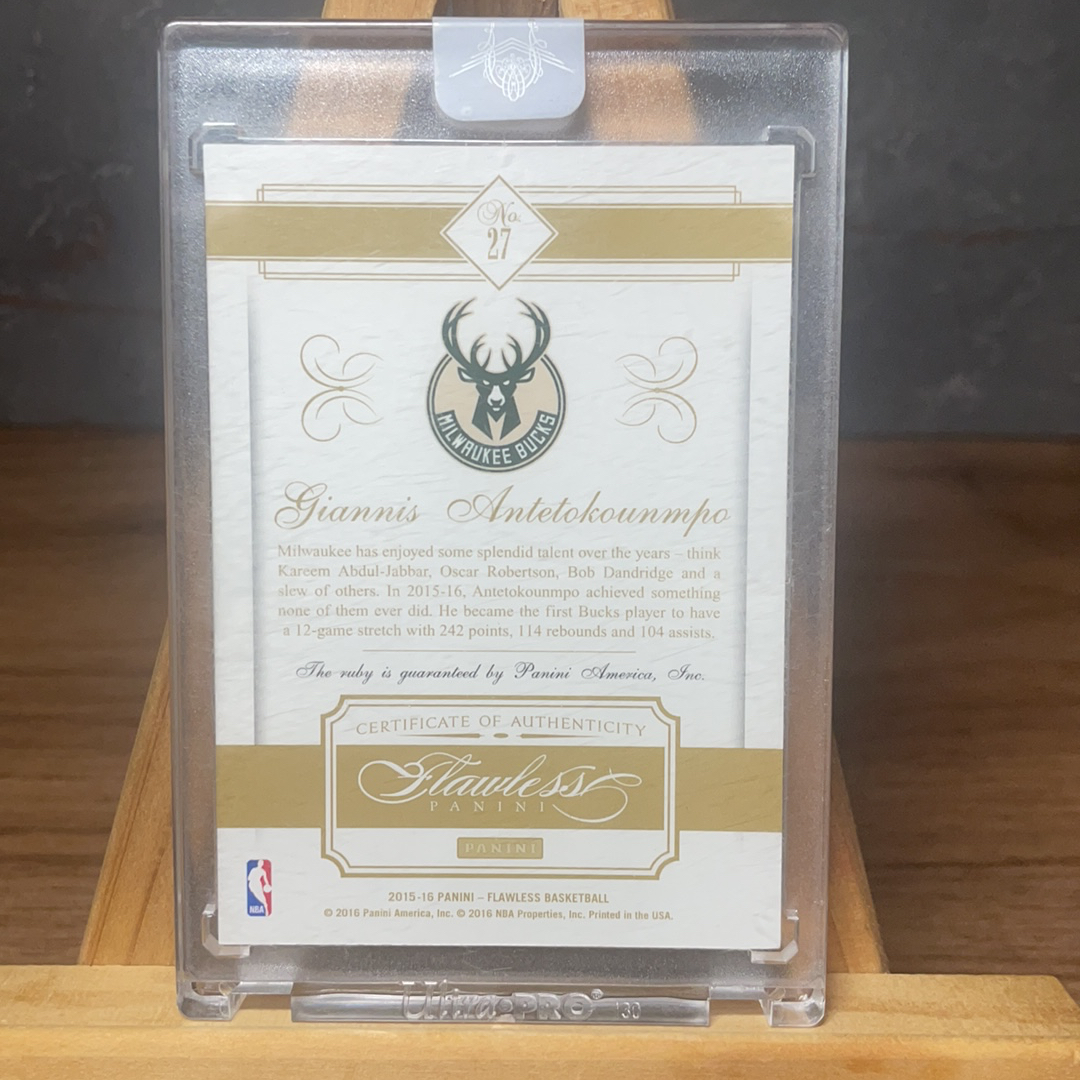 No.
27
MILWAUKEE BUCKS
Giannis Antetokounmpo
Milwaukee has enjoyed some splendid talent over the years – think
Kareem Abdul-Jabbar, Oscar Robertson, Bob Dandridge and a
slew of others. In 2015-16, Antetokounmpo achieved something
none of them ever did. He became the first Bucks player to have
a 12-game stretch with 242 points, 114 rebounds and 104 assists.
The ruby is guaranteed by Panini America, Inc.
CERTIFICATE OF AUTHENTICITY
Flawless
PANINI
PANINI
NBA
2015-16 PANINI – FLAWLESS BASKETBALL
© 2016 Panini America, Inc. © 2016 NBA Properties, Inc. Printed in the USA.
Ultra·PRO® 130